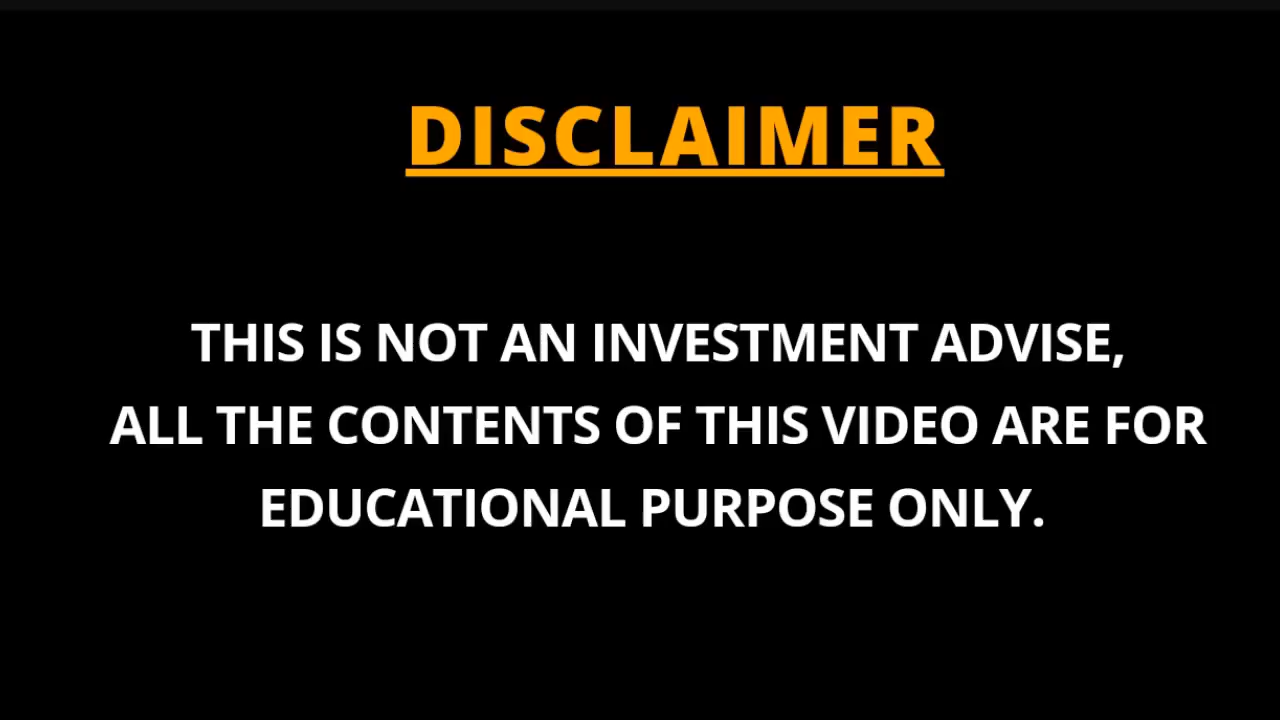 DISCLAIMER
THIS IS NOT AN INVESTMENT ADVISE,
ALL THE CONTENTS OF THIS VIDEO ARE FOR
EDUCATIONAL PURPOSE ONLY.